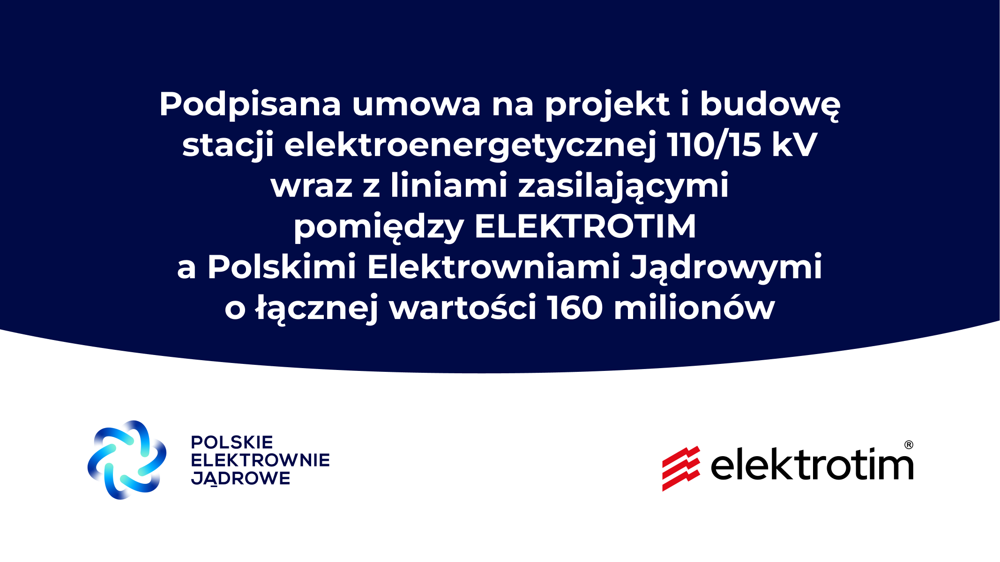 Podpisana umowa na projekt i budowę
stacji elektroenergetycznej 110/15 kV
wraz z liniami zasilającymi
pomiędzy ELEKTROTIM
a Polskimi Elektrowniami Jądrowymi
o łącznej wartości 160 milionów
POLSKIE
ELEKTROWNIE
JĄDROWE
elektrotim®